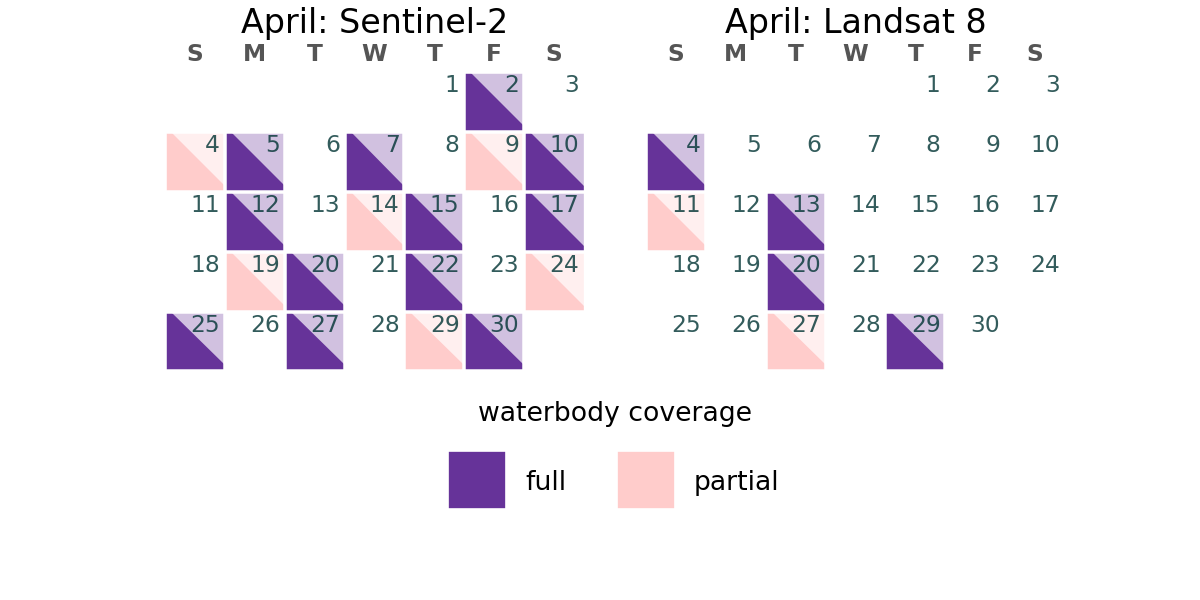 April: Sentinel-2
S M T W T F S
1 2 3
4 5 6 7 8 9 10
11 12 13 14 15 16 17
18 19 20 21 22 23 24
25 26 27 28 29 30
April: Landsat 8
S M T W T F S
1 2 3
4 5 6 7 8 9 10
11 12 13 14 15 16 17
18 19 20 21 22 23 24
25 26 27 28 29 30
waterbody coverage
full
partial